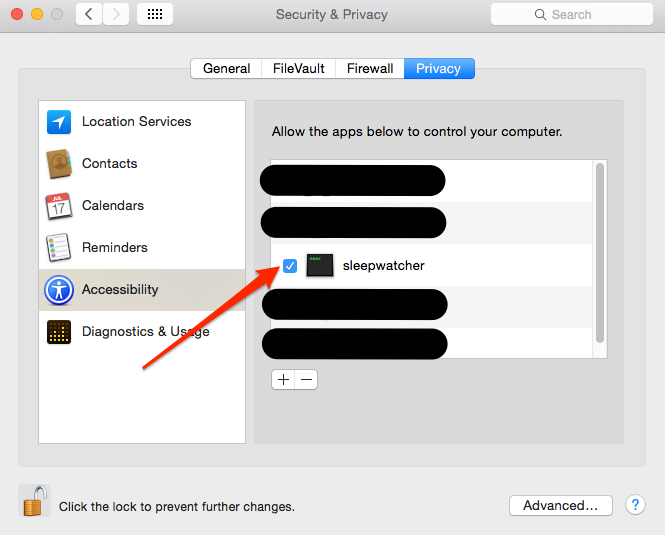 Security & Privacy
Search
General
FileVault
Firewall
Privacy
Location Services
Contacts
JUL
17
Calendars
Reminders
Accessibility
Diagnostics & Usage
Allow the apps below to control your computer.
sleepwatcher
Click the lock to prevent further changes.
Advanced...
?